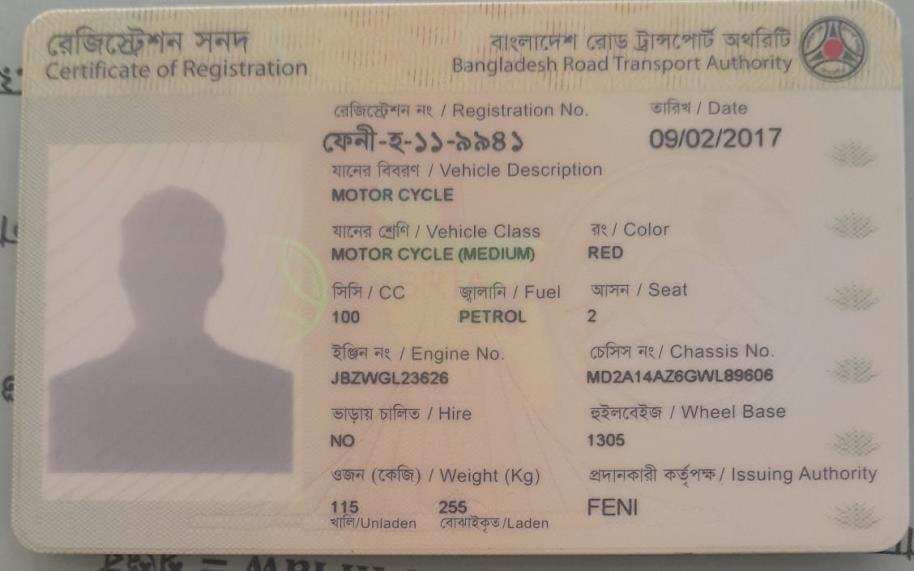 রেজিস্ট্রেশন সনদ
Certificate of Registration
বাংলাদেশ রোড ট্রান্সপোর্ট অথরিটি
Bangladesh Road Transport Authority
রেজিস্ট্রেশন নং / Registration No.
তারিখ / Date
ফেনী-হ-১১-৯৯৪১
09/02/2017
যানের বিবরণ / Vehicle Description
MOTOR CYCLE
যানের শ্রেণি / Vehicle Class
রং / Color
MOTOR CYCLE (MEDIUM)
RED
সিসি / CC
জ্বালানি / Fuel
আসন / Seat
100
PETROL
2
ইঞ্জিন নং / Engine No.
চেসিস নং / Chassis No.
JBZWGL23626
MD2A14AZ6GWL89606
ভাড়ায় চালিত / Hire
হুইলবেইজ / Wheel Base
NO
1305
ওজন (কেজি) / Weight (Kg)
প্রদানকারী কর্তৃপক্ষ / Issuing Authority
115
255
FENI
খালি/Unladen
বোঝাইকৃত/Laden